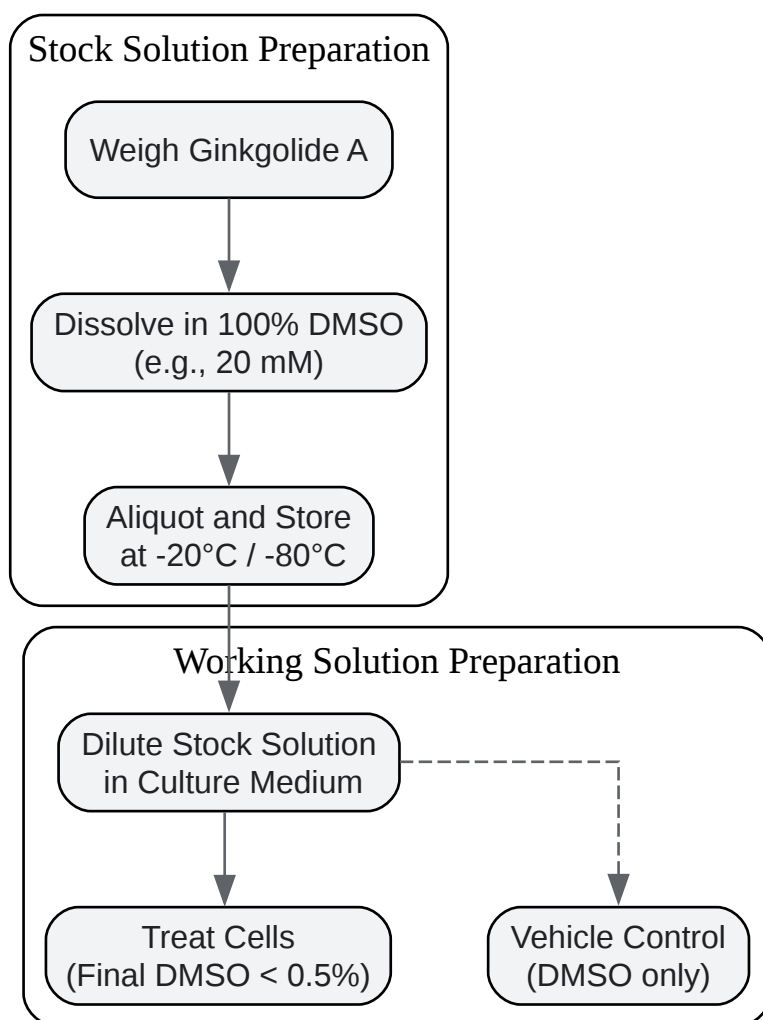 Stock Solution Preparation
Weigh Ginkgolide A
Dissolve in 100% DMSO
(e.g., 20 mM)
Aliquot and Store
at -20°C / -80°C
Working Solution Preparation
Dilute Stock Solution
in Culture Medium
Treat Cells
(Final DMSO < 0.5%)
Vehicle Control
(DMSO only)